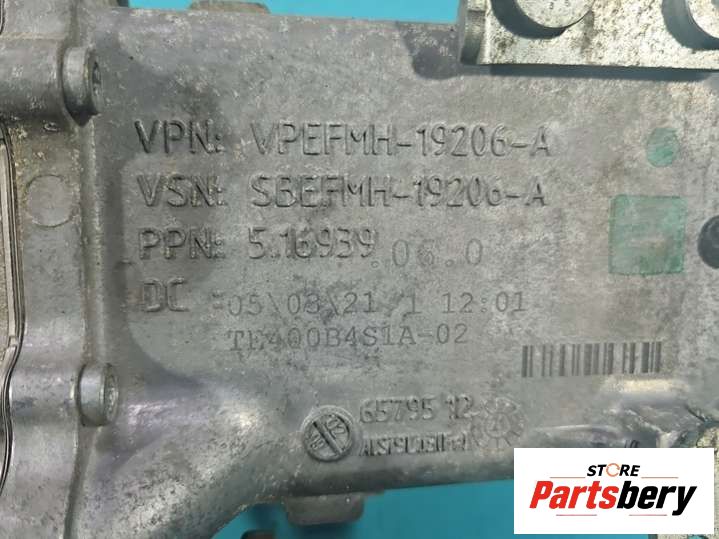 VPN: VPEFMH-19206-A
VSN: SBEFMH-19206-A
PPN: 5.16939 .06.0
DC 05\08\21 1 12:01
TE400B4S1A-02
65795 12
STORE
Partsbery